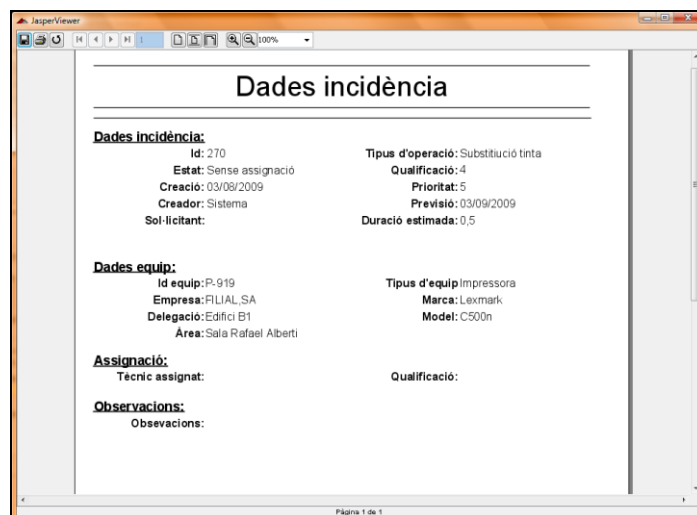 JasperViewer
1
100%
Dades incidència
Dades incidència:
Id: 270 Tipus d'operació: Substitiució tinta
Estat: Sense assignació Qualificació: 4
Creació: 03/08/2009 Prioritat: 5
Creador: Sistema Previsió: 03/09/2009
Sol·licitant: Duració estimada: 0,5
Dades equip:
Id equip: P-919 Tipus d'equip Impressora
Empresa: FILIAL,SA Marca: Lexmark
Delegació: Edifici B1 Model: C500n
Àrea: Sala Rafael Alberti
Assignació:
Tècnic assignat: Qualificació:
Observacions:
Obsevacions:
Página 1 de 1